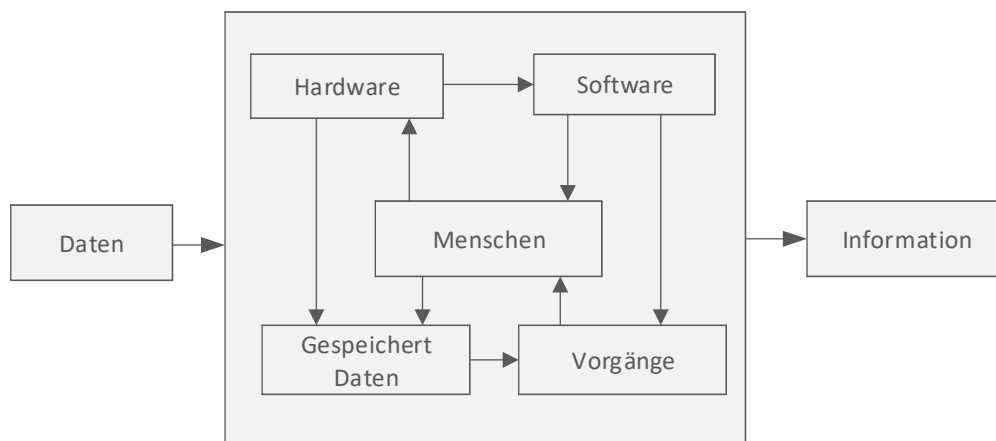 Hardware
Software
Daten
Menschen
Information
Gespeichert
Daten
Vorgänge